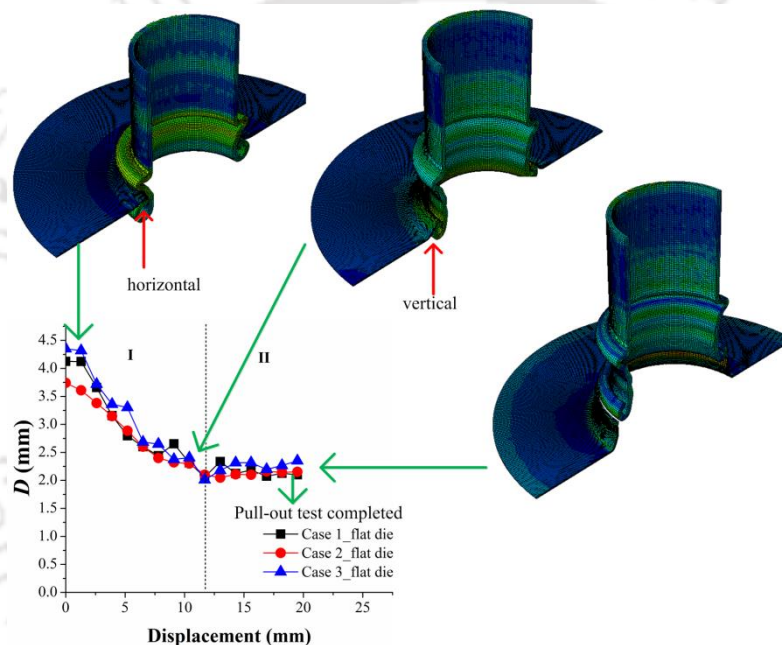 horizontal
vertical
I
II
4.5
4.0
3.5
3.0
2.5
2.0
1.5
1.0
0.5
0.0
D (mm)
Pull-out test completed
Case 1_flat die
Case 2_flat die
Case 3_flat die
0
5
10
15
20
25
Displacement (mm)